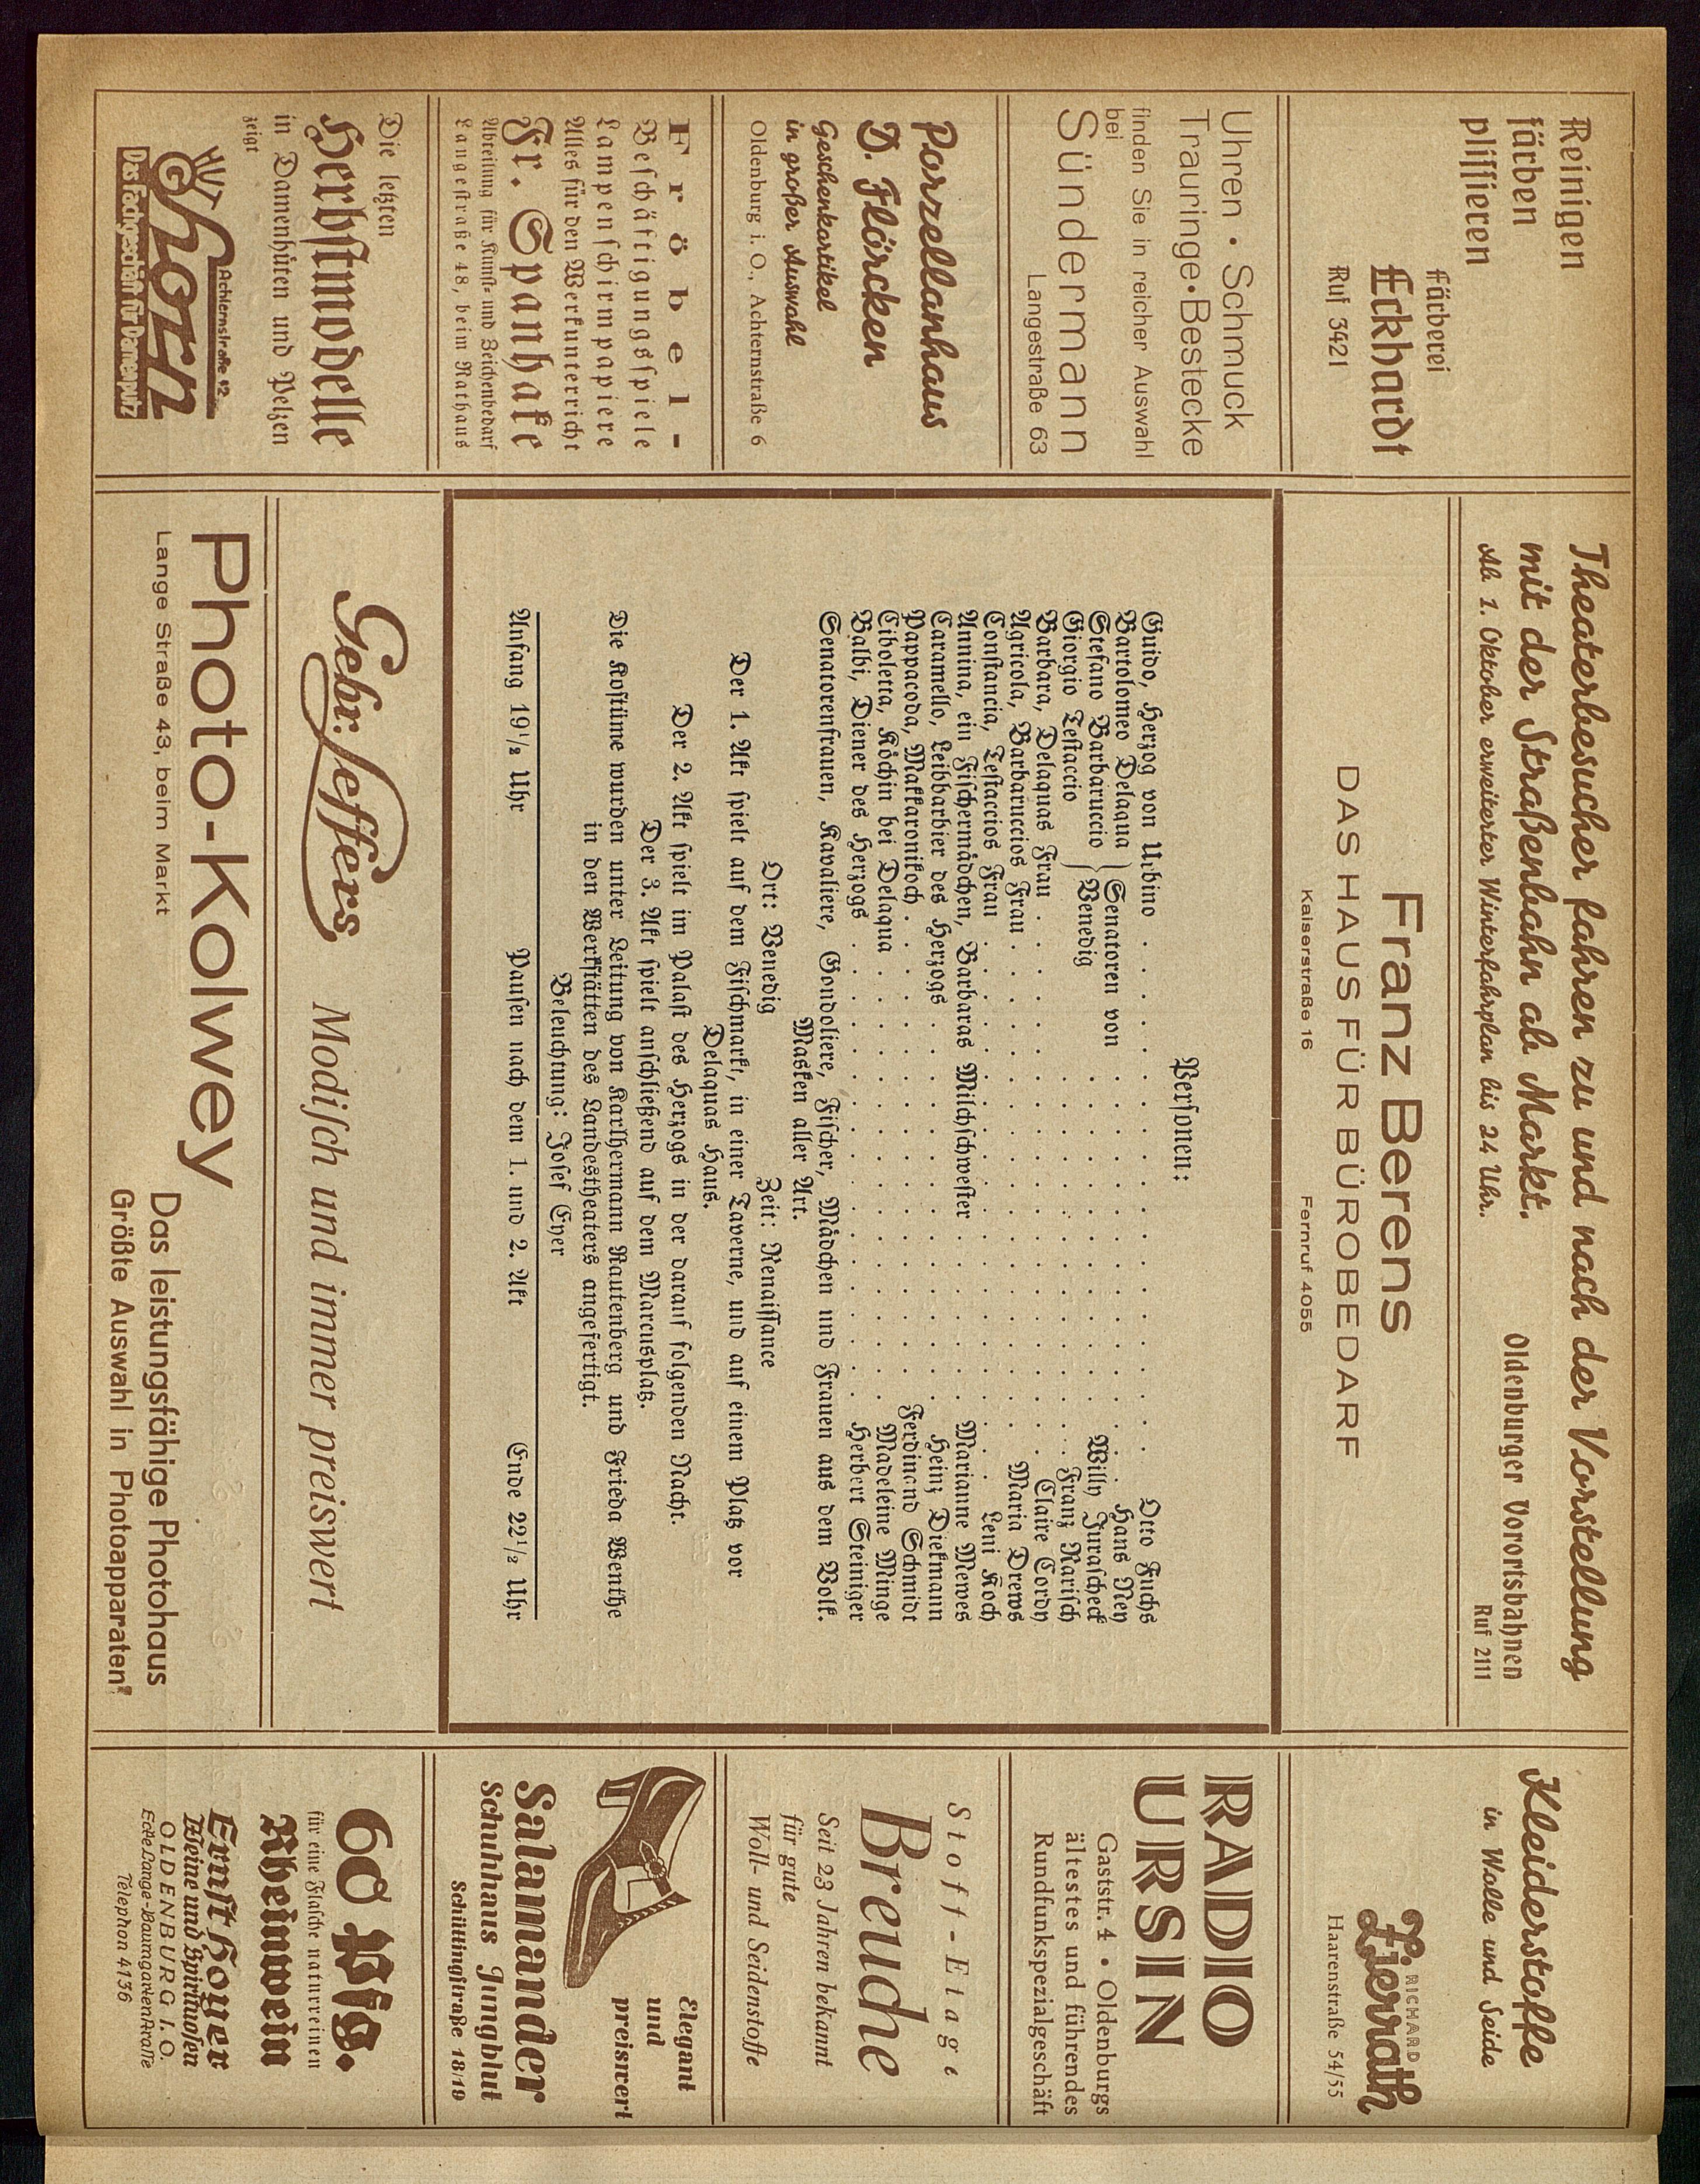 Reinigen
färben
plissieren
Färberei
Eckhardt
Ruf 3421
Uhren • Schmuck
Trauringe • Bestecke
finden Sie in reicher Auswahl
bei
Sündermann
Langestraße 63
Porzellanhaus
D. Flörcken
Geschenkartikel
in großer Auswahl
Oldenburg i. O., Achternstraße 6
Fröbel-
Beschäftigungsspiele
Lampenschirmpapiere
Alles für den Werkunterricht
Fr. Spanhake
Abteilung für Kunst- und Zeichenbedarf
Langestraße 48, beim Rathaus
Die letzten
Herbstmodelle
in Damenhüten und Pelzen
zeigt
Achternstraße 42
G Horn
Das Fachgeschäft für Damenputz
Theaterbesucher fahren zu und nach der Vorstellung
mit der Straßenbahn ab Markt.
Ab 1. Oktober erweiterter Winterfahrplan bis 24 Uhr.
Oldenburger Vorortsbahnen
Ruf 2111
Franz Berens
DAS HAUS FÜR BÜROBEDARF
Kaiserstraße 16 Fernruf 4055
Personen:
Guido, Herzog von Urbino . . . Otto Fuchs
Bartolomeo Delaqua } Senatoren von . . . Hans Ney
Stefano Barbaruccio } Venedig . . . Willy Juraschek
Giorgio Testaccio . . . Franz Rarisch
Barbara, Delaquas Frau . . . Claire Cordy
Agricola, Barbaruccios Frau . . . Maria Drews
Constancia, Testaccios Frau . . . Leni Koch
Annina, ein Fischermädchen, Barbaras Milchschwester . . . Marianne Mewes
Caramello, Leibbarbier des Herzogs . . . Heinz Diekmann
Pappacoda, Makkaronikoch . . . Ferdinand Schmidt
Ciboletta, Köchin bei Delaqua . . . Madeleine Minge
Balbi, Diener des Herzogs . . . Herbert Steiniger
Senatorenfrauen, Kavaliere, Gondoliere, Fischer, Mädchen und Frauen aus dem Volk.
Masken aller Art.
Ort: Venedig Zeit: Renaissance
Der 1. Akt spielt auf dem Fischmarkt, in einer Taverne, und auf einem Platz vor
Delaquas Haus.
Der 2. Akt spielt im Palast des Herzogs in der darauf folgenden Nacht.
Der 3. Akt spielt anschließend auf dem Marcusplatz.
Die Kostüme wurden unter Leitung von Karlhermann Rautenberg und Frieda Wenthe
in den Werkstätten des Landestheaters angefertigt.
Beleuchtung: Josef Eyer
Anfang 19½ Uhr Pausen nach dem 1. und 2. Akt Ende 22½ Uhr
Gebr. Leffers Modisch und immer preiswert
Photo-Kolwey
Lange Straße 43, beim Markt
Das leistungsfähige Photohaus
Größte Auswahl in Photoapparaten
Kleiderstoffe
in Wolle und Seide
RICHARD
Zierrath
Haarenstraße 54/55
RADIO
URSIN
Gaststr. 4 • Oldenburgs
ältestes und führendes
Rundfunkspezialgeschäft
Stoff-Etage
Breuche
Seit 23 Jahren bekannt
für gute
Woll- und Seidenstoffe
Elegant
und
preiswert
Salamander
Schuhhaus Jungblut
Schüttingstraße 18/19
60 Pfg.
für eine Flasche naturreinen
Rheinwein
Ernst Hoyer
Weine und Spirituosen
OLDENBURG I. O.
Ecke Lange-Baumgartenstraße
Telephon 4136